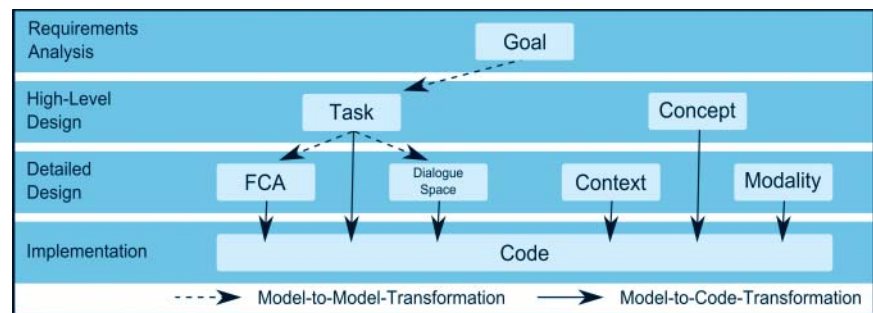 Requirements
Analysis
Goal
High-Level
Design
Task
Concept
Detailed
Design
FCA
Dialogue
Space
Context
Modality
Implementation
Code
Model-to-Model-Transformation
Model-to-Code-Transformation